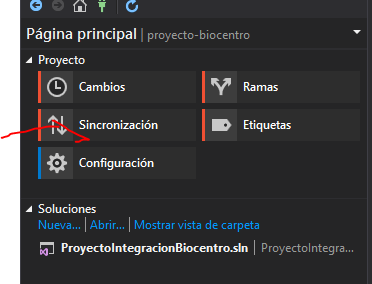 Página principal | proyecto-biocentro
Proyecto
Cambios
Ramas
Sincronización
Etiquetas
Configuración
Soluciones
Nueva... | Abrir... | Mostrar vista de carpeta
ProyectoIntegracionBiocentro.sln | ProyectoIntegra...